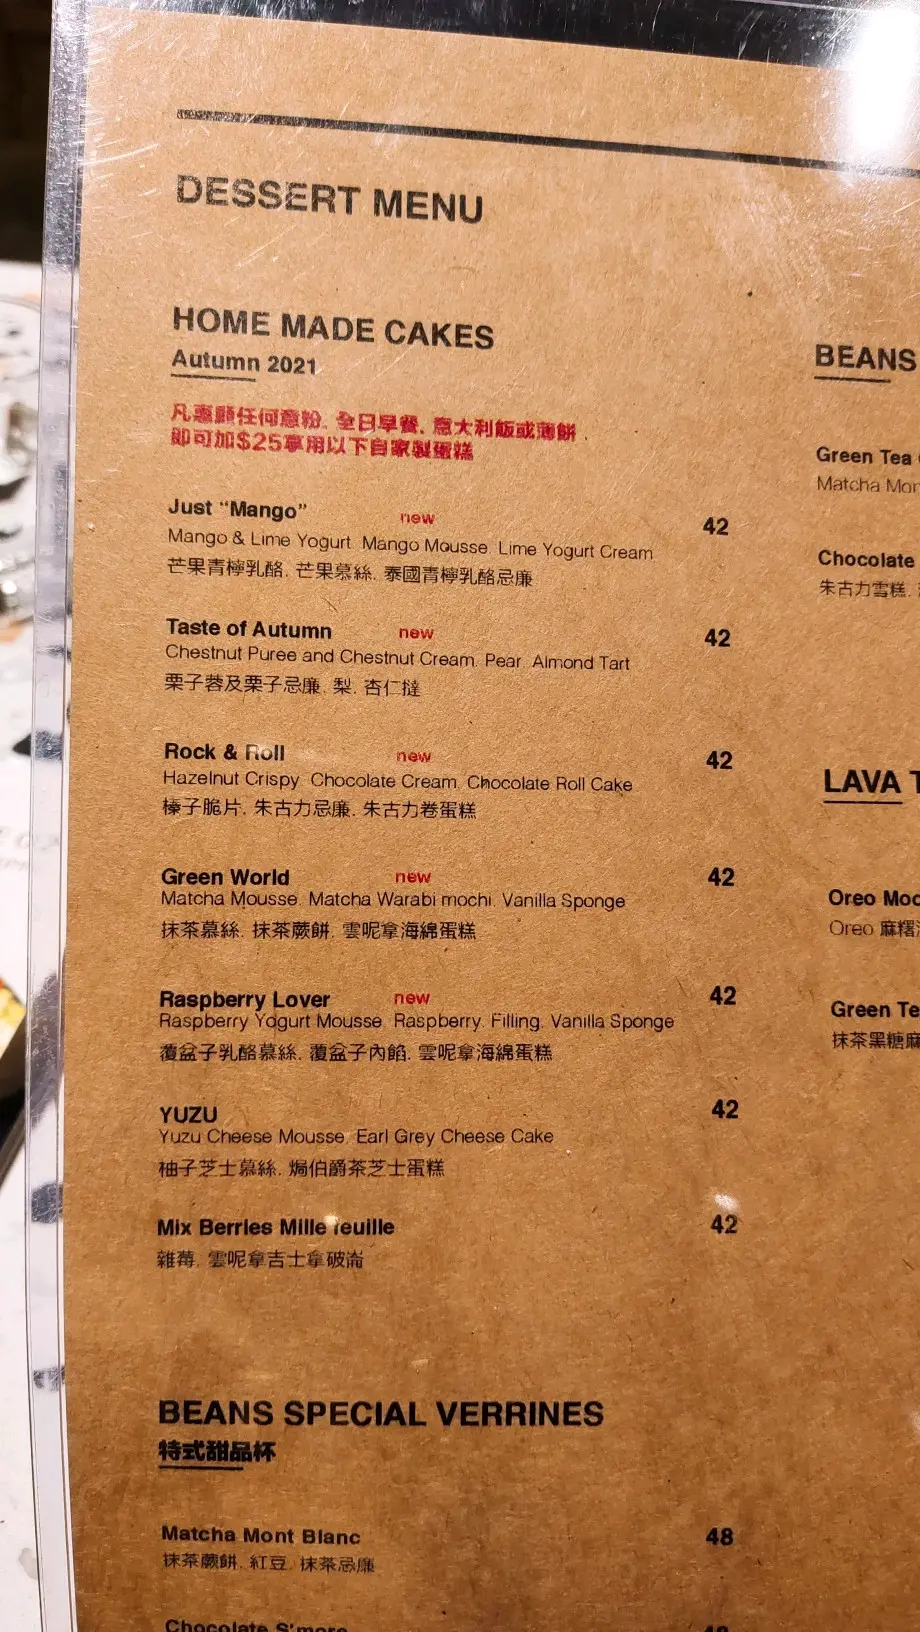 DESSERT MENU
HOME MADE CAKES
Autumn 2021
凡惠顧任何意粉. 全日早餐. 意大利飯或薄餅
即可加$25享用以下自家製蛋糕
Just “Mango” new 42
Mango & Lime Yogurt. Mango Mousse. Lime Yogurt Cream
芒果青檸乳酪. 芒果慕絲. 泰國青檸乳酪忌廉
Taste of Autumn new 42
Chestnut Puree and Chestnut Cream. Pear. Almond Tart
栗子蓉及栗子忌廉. 梨. 杏仁撻
Rock & Roll new 42
Hazelnut Crispy. Chocolate Cream. Chocolate Roll Cake
榛子脆片. 朱古力忌廉. 朱古力卷蛋糕
Green World new 42
Matcha Mousse. Matcha Warabi mochi. Vanilla Sponge
抹茶慕絲. 抹茶蕨餅. 雲呢拿海綿蛋糕
Raspberry Lover new 42
Raspberry Yogurt Mousse. Raspberry. Filling. Vanilla Sponge
覆盆子乳酪慕絲. 覆盆子內餡. 雲呢拿海綿蛋糕
YUZU 42
Yuzu Cheese Mousse. Earl Grey Cheese Cake
柚子芝士慕絲. 焗伯爵茶芝士蛋糕
Mix Berries Mille feuille 42
雜莓. 雲呢拿吉士拿破崙
BEANS SPECIAL VERRINES
特式甜品杯
Matcha Mont Blanc 48
抹茶蕨餅. 紅豆. 抹茶忌廉
Chocolate S'more
BEANS
Green Tea
Matcha Mon
Chocolate
朱古力雪糕.
LAVA T
Oreo Moc
Oreo 麻糬
Green Te
抹茶黑糖麻